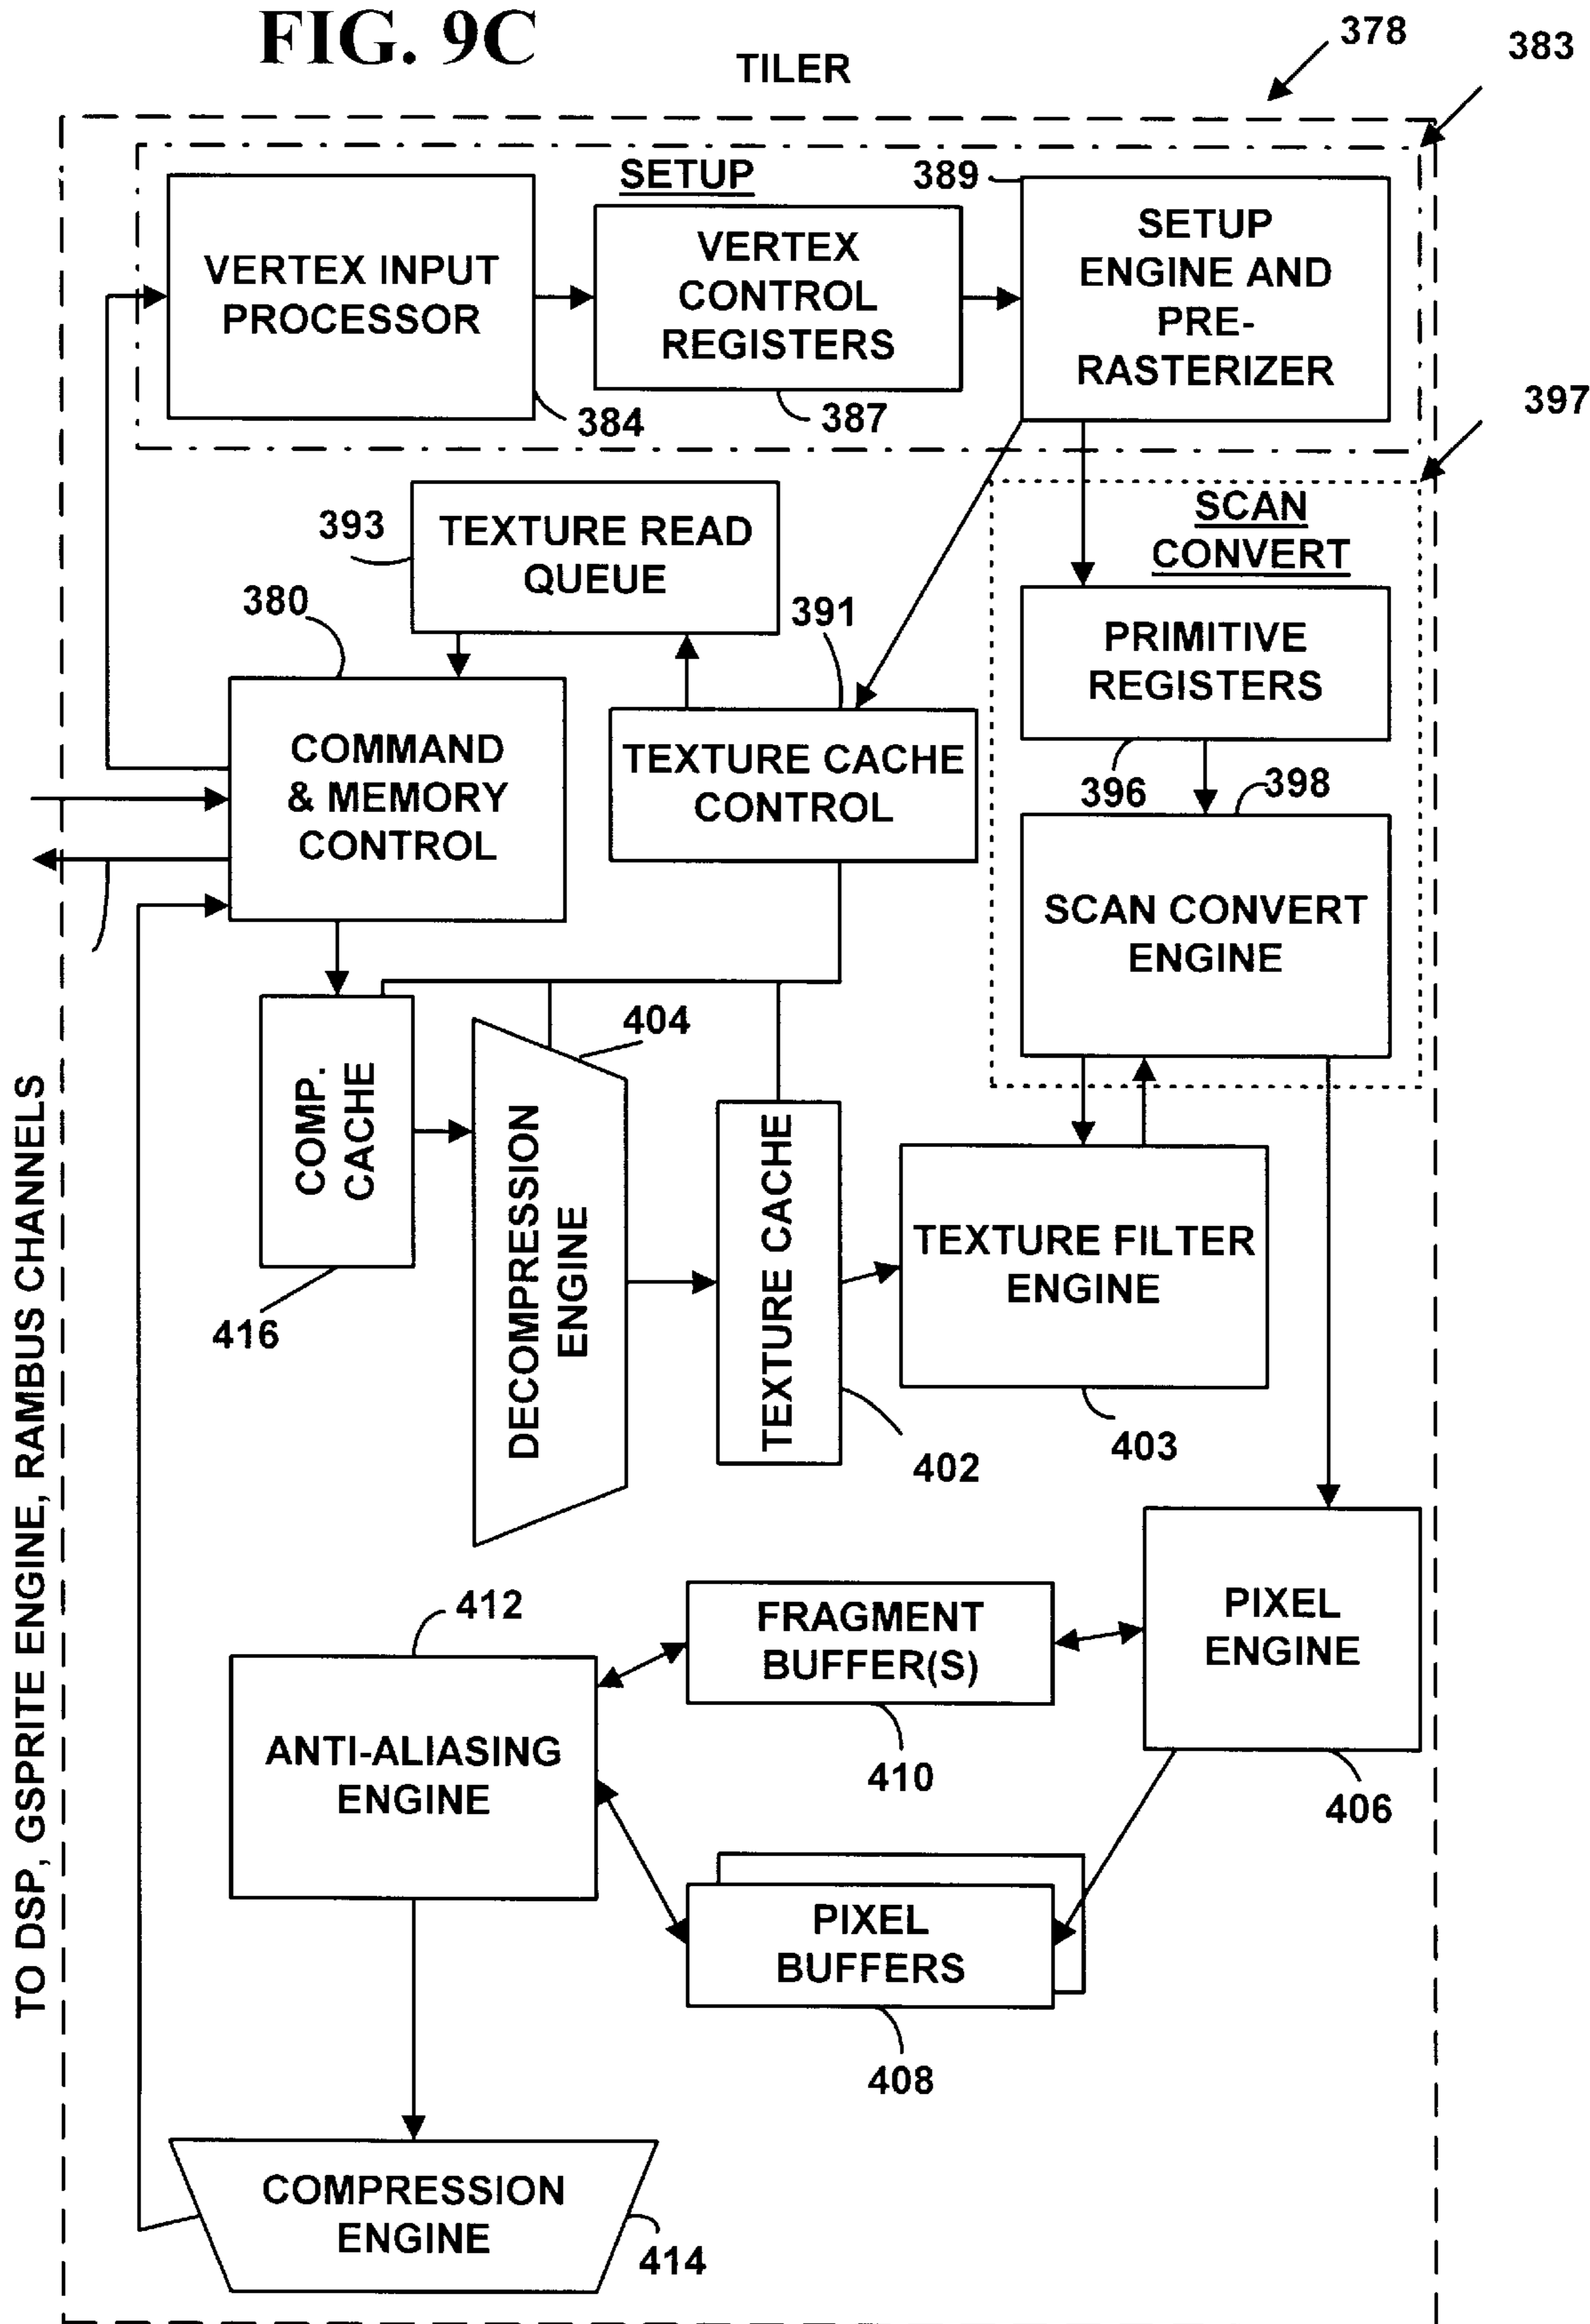 FIG. 9C
TILER
378
383
SETUP
389
VERTEX INPUT
PROCESSOR
384
VERTEX
CONTROL
REGISTERS
387
SETUP
ENGINE AND
PRE-
RASTERIZER
397
393
TEXTURE READ
QUEUE
SCAN
CONVERT
380
391
PRIMITIVE
REGISTERS
396
COMMAND
& MEMORY
CONTROL
TEXTURE CACHE
CONTROL
398
SCAN CONVERT
ENGINE
404
COMP.
CACHE
416
DECOMPRESSION
ENGINE
TEXTURE CACHE
402
TEXTURE FILTER
ENGINE
403
TO DSP, GSPRITE ENGINE, RAMBUS CHANNELS
412
FRAGMENT
BUFFER(S)
410
PIXEL
ENGINE
406
ANTI-ALIASING
ENGINE
PIXEL
BUFFERS
408
COMPRESSION
ENGINE
414